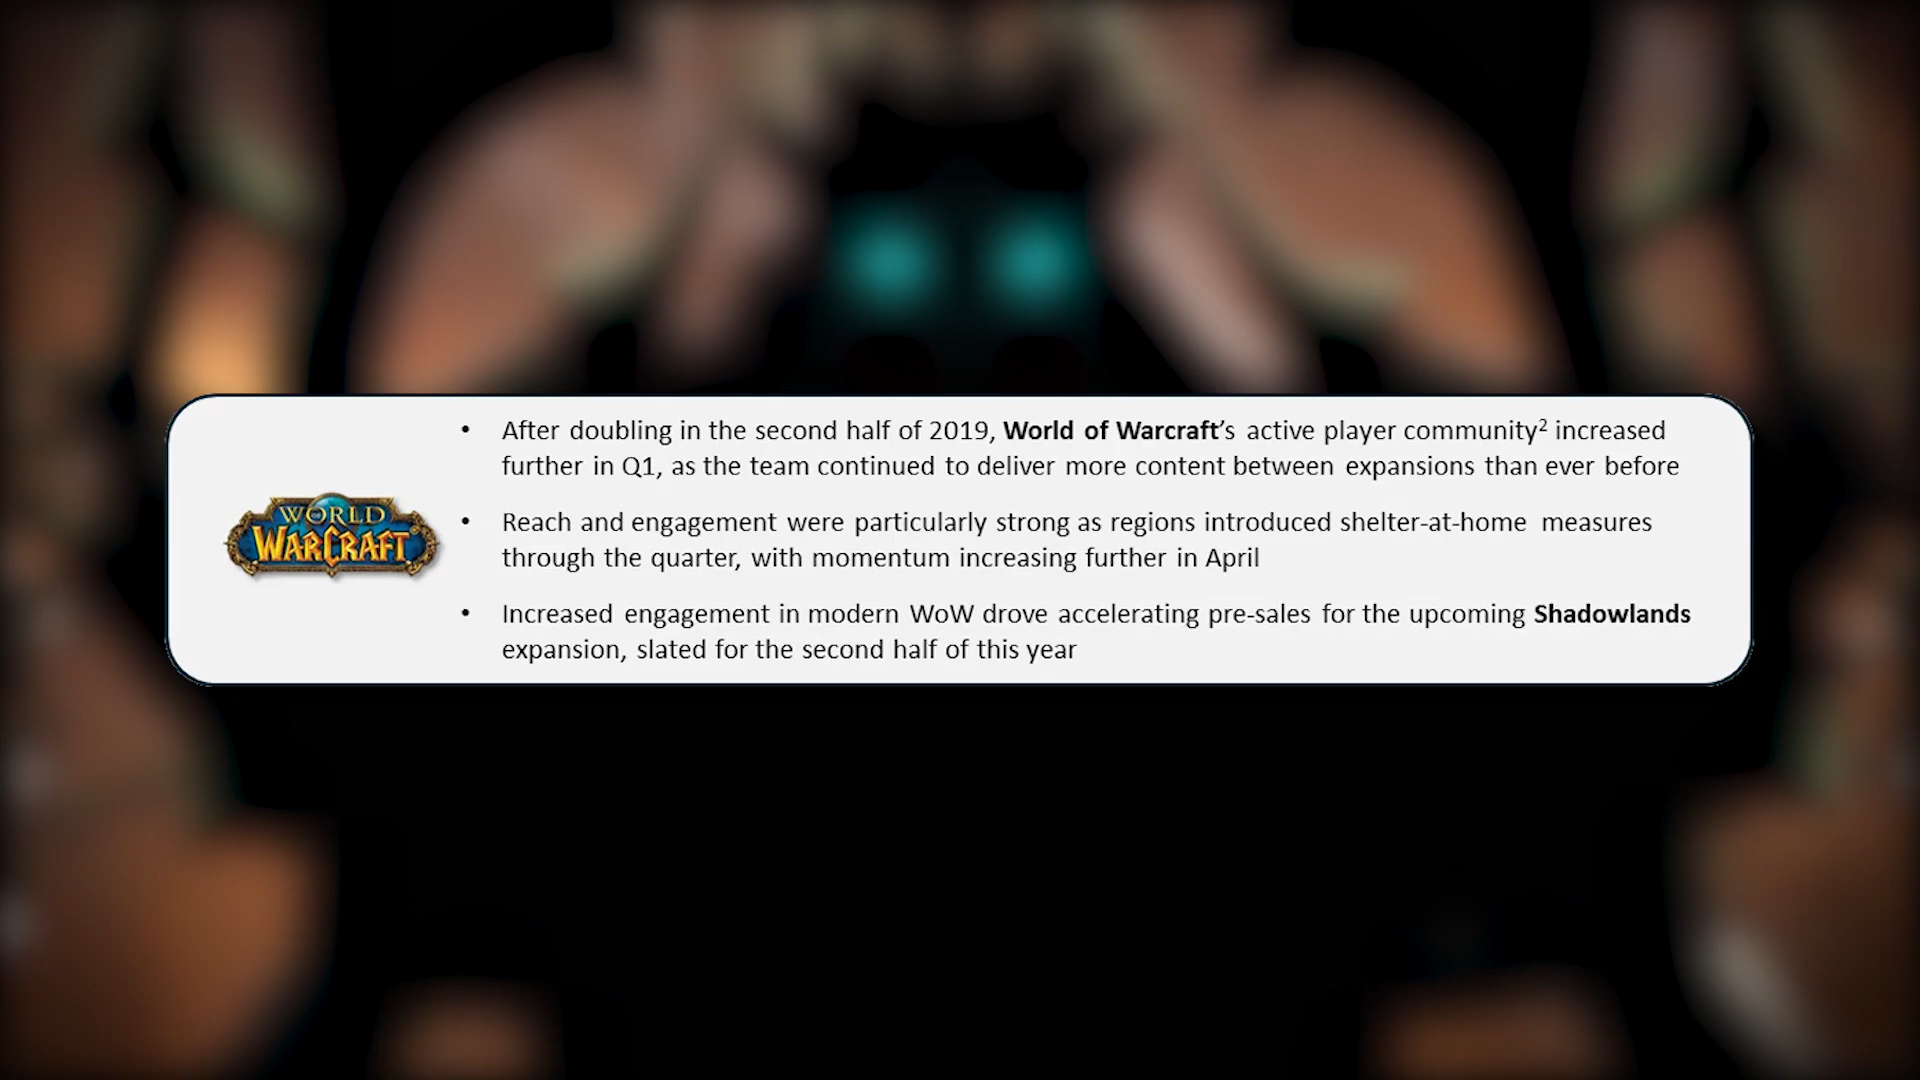 WORLD
OF
WARCRAFT
• After doubling in the second half of 2019, World of Warcraft’s active player community² increased
further in Q1, as the team continued to deliver more content between expansions than ever before
• Reach and engagement were particularly strong as regions introduced shelter-at-home measures
through the quarter, with momentum increasing further in April
• Increased engagement in modern WoW drove accelerating pre-sales for the upcoming Shadowlands
expansion, slated for the second half of this year